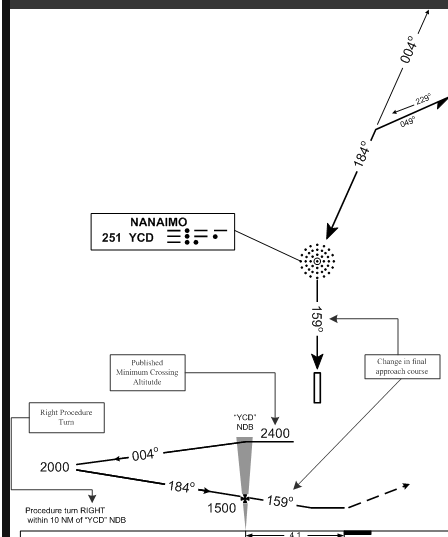 004°
229°
049°
184°
NANAIMO
251 YCD
159°
Change in final
approach course
Published
Minimum Crossing
Altitutde
Right Procedure
Turn
"YCD"
NDB
2400
004°
2000
184°
1500
159°
Procedure turn RIGHT
within 10 NM of "YCD" NDB
4.1